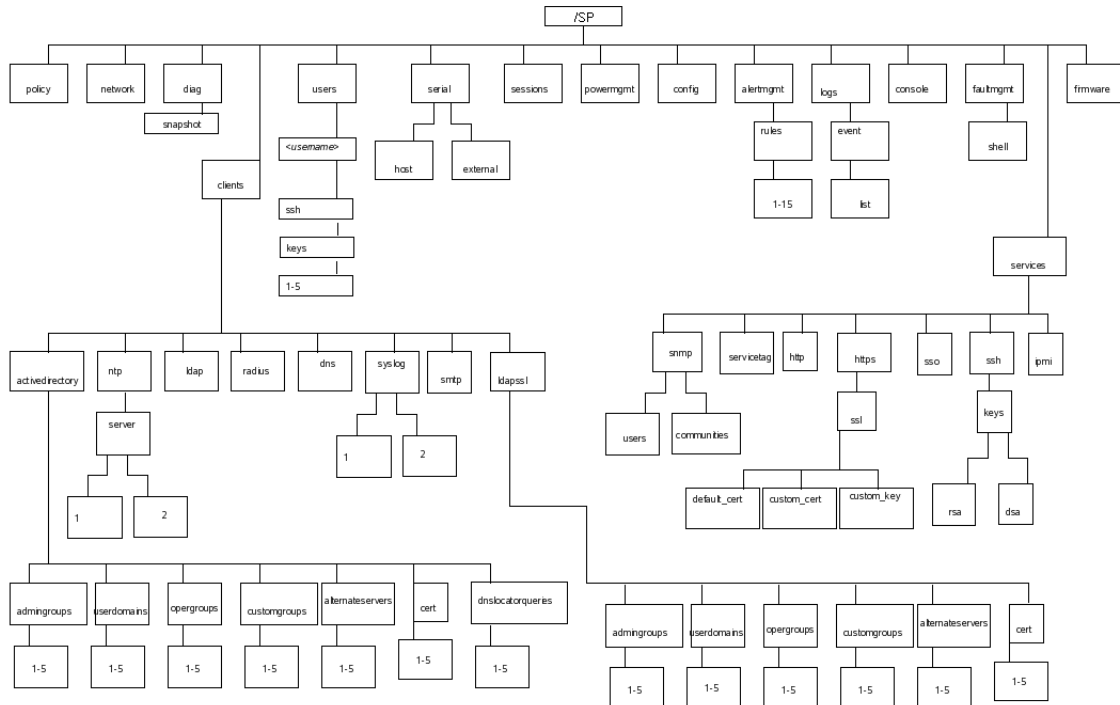 /SP
policy
network
diag
users
serial
sessions
powermgmt
config
alertmgmt
logs
console
faultmgmt
firmware
snapshot
clients
<username>
host
external
rules
event
shell
1-15
list
ssh
keys
1-5
services
activedirectory
ntp
ldap
radius
dns
syslog
smtp
ldapssl
snmp
servicetag
http
https
sso
ssh
ipmi
server
1
2
1
2
users
communities
ssl
keys
default_cert
custom_cert
custom_key
rsa
dsa
admingroups
userdomains
opergroups
customgroups
alternateservers
cert
dnslocatorqueries
1-5
1-5
1-5
1-5
1-5
1-5
1-5
admingroups
userdomains
opergroups
customgroups
alternateservers
cert
1-5
1-5
1-5
1-5
1-5
1-5